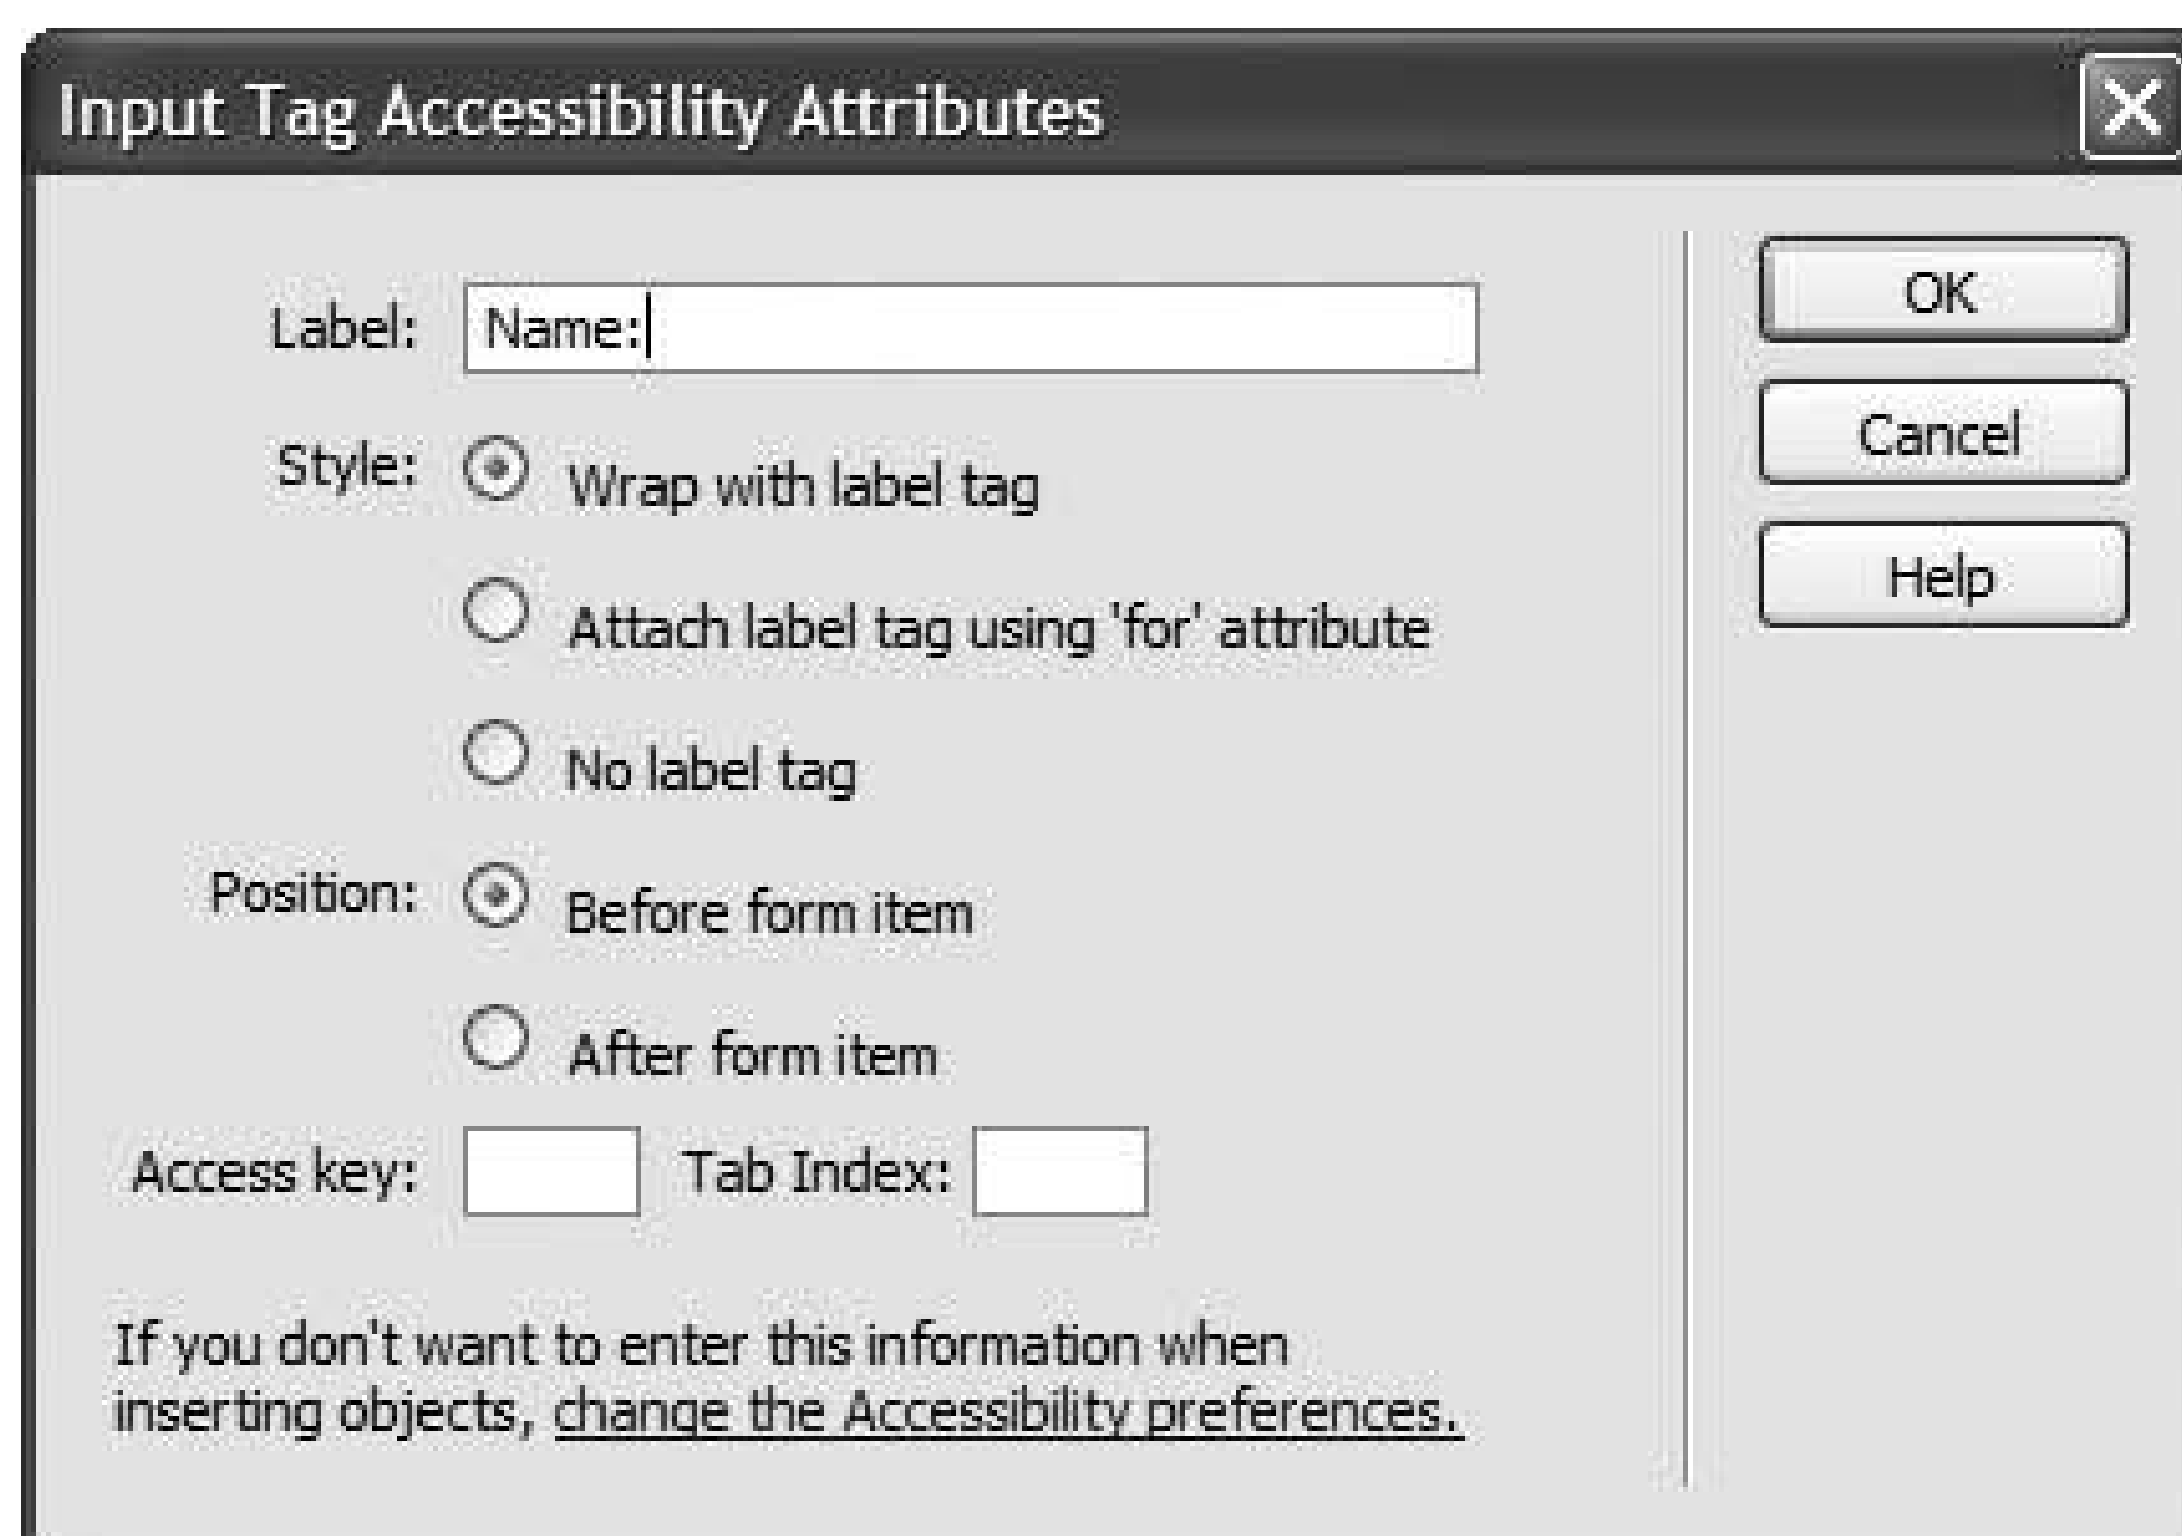 Input Tag Accessibility Attributes
Label: Name:
OK
Style: Wrap with label tag
Cancel
Attach label tag using 'for' attribute
Help
No label tag
Position: Before form item
After form item
Access key: Tab Index:
If you don't want to enter this information when
inserting objects, change the Accessibility preferences.